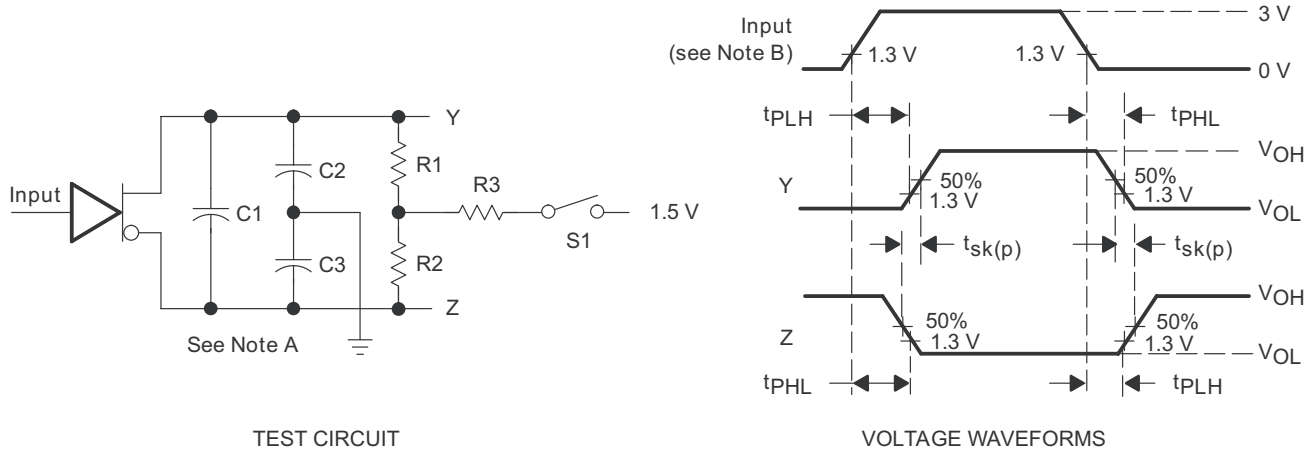 Input
Y
Z
C1
C2
C3
R1
R2
R3
S1
1.5 V
See Note A
TEST CIRCUIT
Input
(see Note B)
1.3 V
1.3 V
3 V
0 V
tPLH
tPHL
Y
50%
1.3 V
50%
1.3 V
VOH
VOL
tsk(p)
tsk(p)
Z
50%
1.3 V
50%
1.3 V
VOH
VOL
tPHL
tPLH
VOLTAGE WAVEFORMS